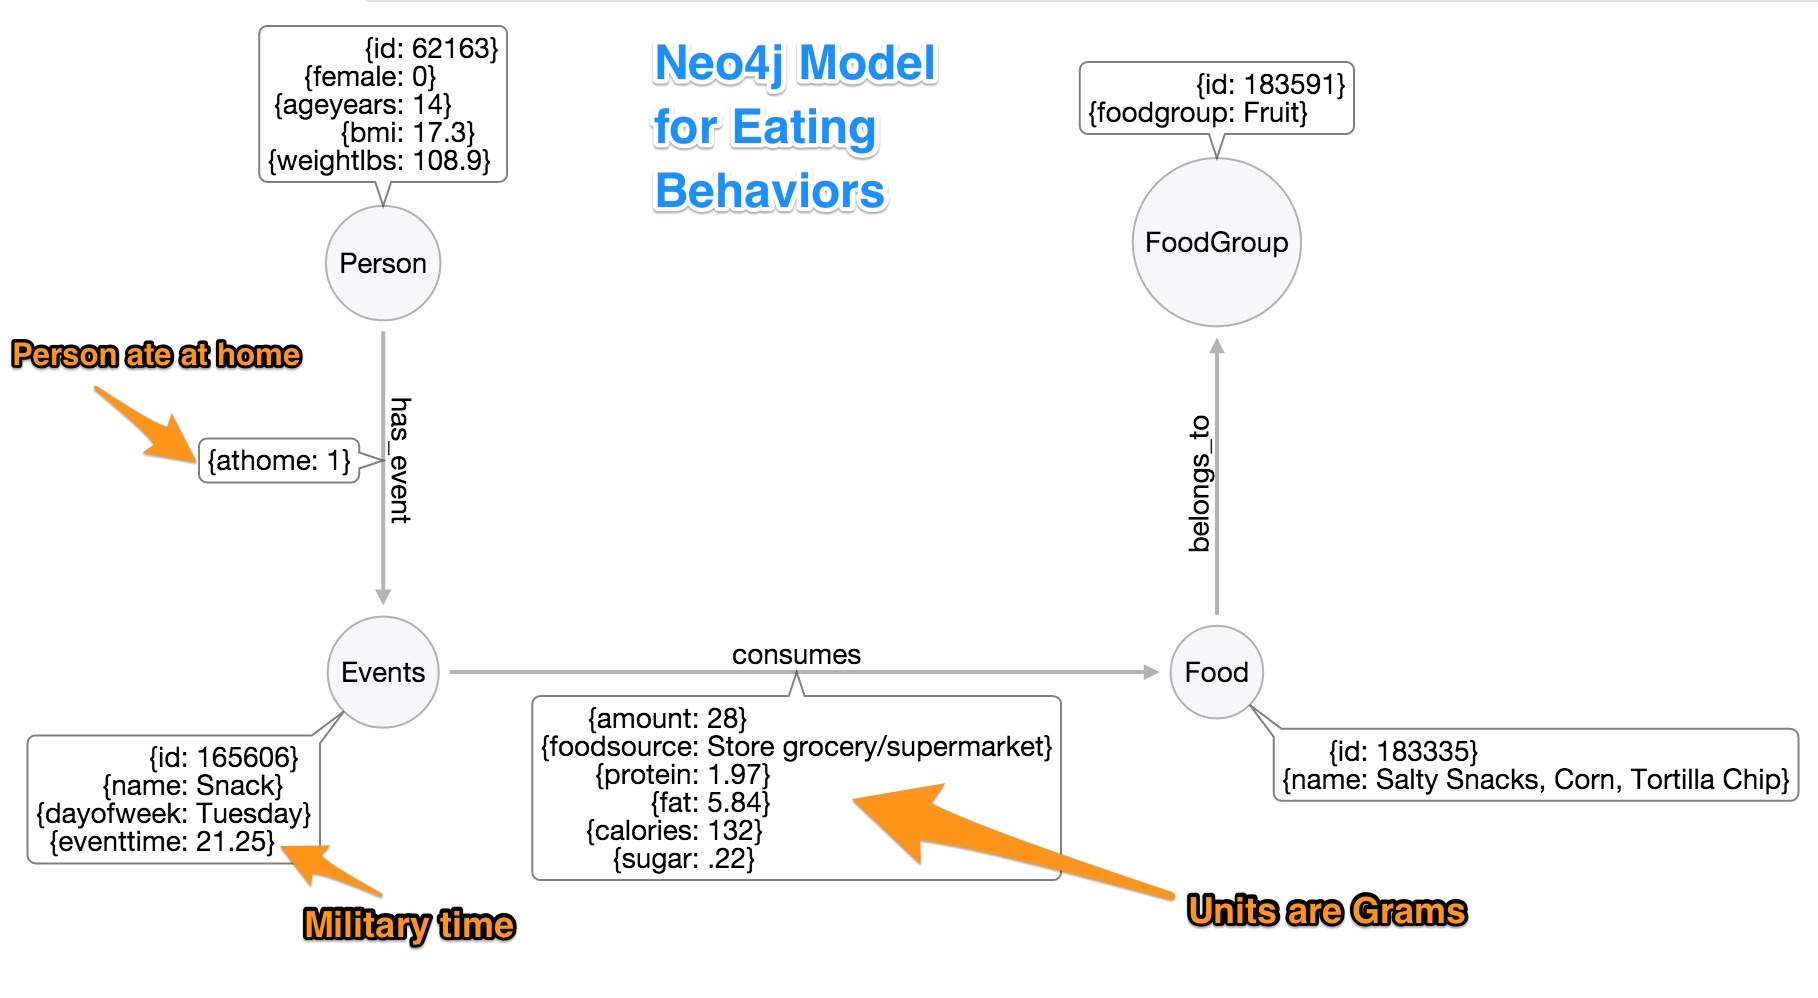 {id: 62163}
{female: 0}
{ageyears: 14}
{bmi: 17.3}
{weightlbs: 108.9}
Person
Neo4j Model
for Eating
Behaviors
{id: 183591}
{foodgroup: Fruit}
FoodGroup
Person ate at home
{athome: 1}
has_event
belongs_to
Events
consumes
Food
{id: 165606}
{name: Snack}
{dayofweek: Tuesday}
{eventtime: 21.25}
Military time
{amount: 28}
{foodsource: Store grocery/supermarket}
{protein: 1.97}
{fat: 5.84}
{calories: 132}
{sugar: .22}
{id: 183335}
{name: Salty Snacks, Corn, Tortilla Chip}
Units are Grams